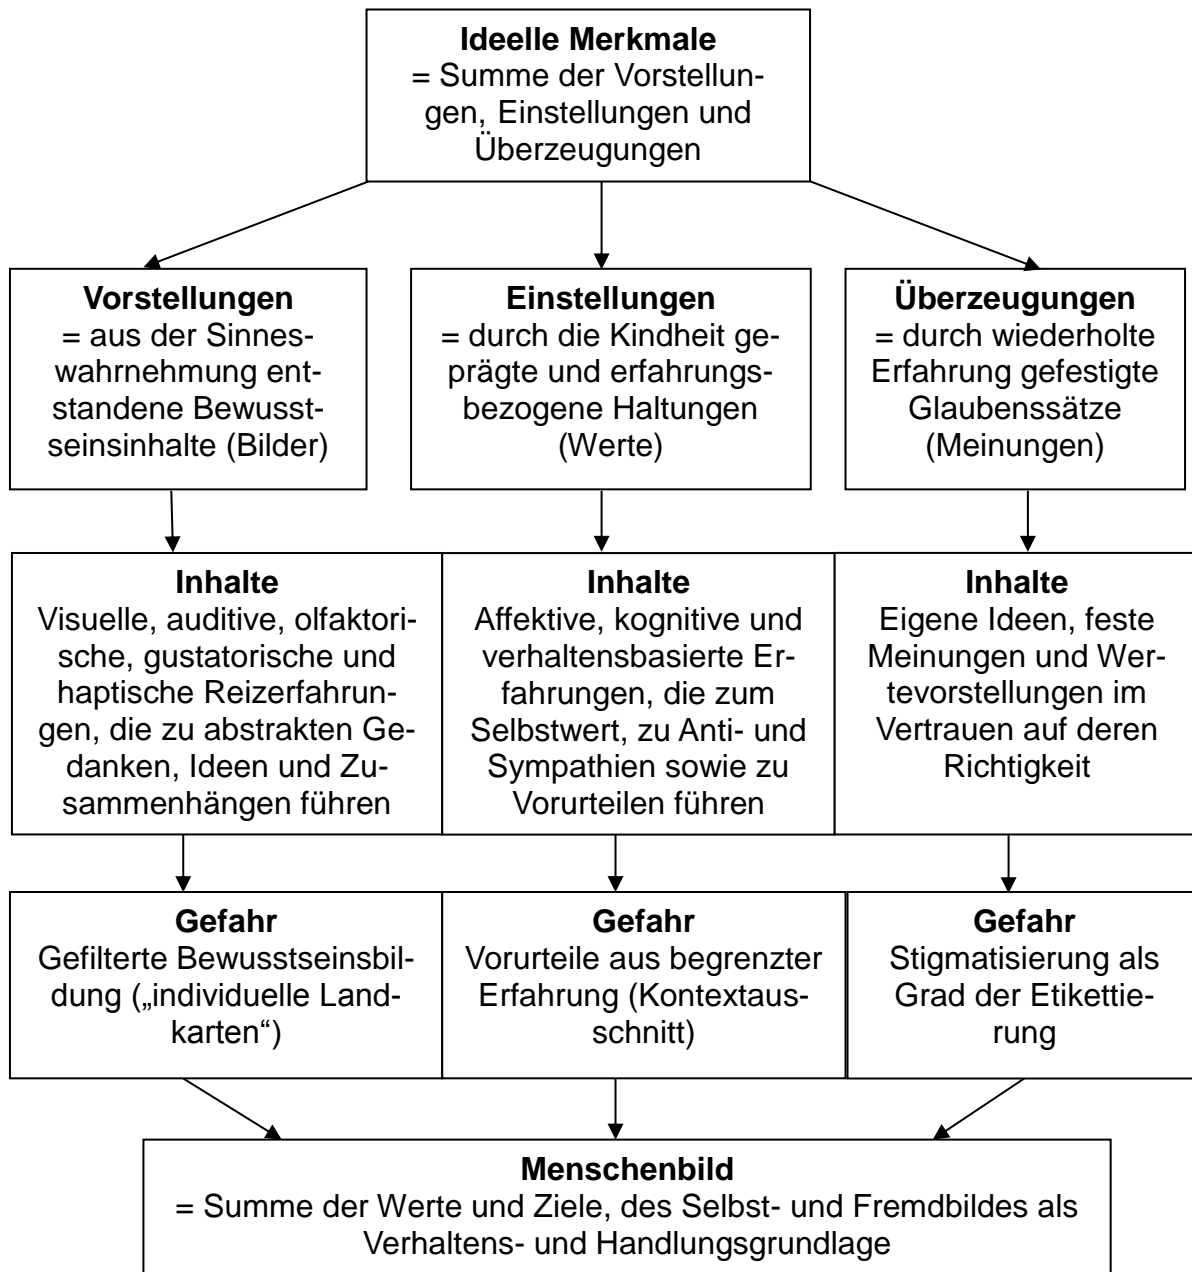 Ideelle Merkmale
= Summe der Vorstellun-
gen, Einstellungen und
Überzeugungen
Vorstellungen
= aus der Sinnes-
wahrnehmung ent-
standene Bewusst-
seinsinhalte (Bilder)
Einstellungen
= durch die Kindheit ge-
prägte und erfahrungs-
bezogene Haltungen
(Werte)
Überzeugungen
= durch wiederholte
Erfahrung gefestigte
Glaubenssätze
(Meinungen)
Inhalte
Visuelle, auditive, olfaktori-
sche, gustatorische und
haptische Reizerfahrun-
gen, die zu abstrakten Ge-
danken, Ideen und Zu-
sammenhängen führen
Inhalte
Affektive, kognitive und
verhaltensbasierte Er-
fahrungen, die zum
Selbstwert, zu Anti- und
Sympathien sowie zu
Vorurteilen führen
Inhalte
Eigene Ideen, feste
Meinungen und Wer-
tevorstellungen im
Vertrauen auf deren
Richtigkeit
Gefahr
Gefilterte Bewusstseinsbil-
dung („individuelle Land-
karten“)
Gefahr
Vorurteile aus begrenzter
Erfahrung (Kontextaus-
schnitt)
Gefahr
Stigmatisierung als
Grad der Etikettie-
rung
Menschenbild
= Summe der Werte und Ziele, des Selbst- und Fremdbildes als
Verhaltens- und Handlungsgrundlage